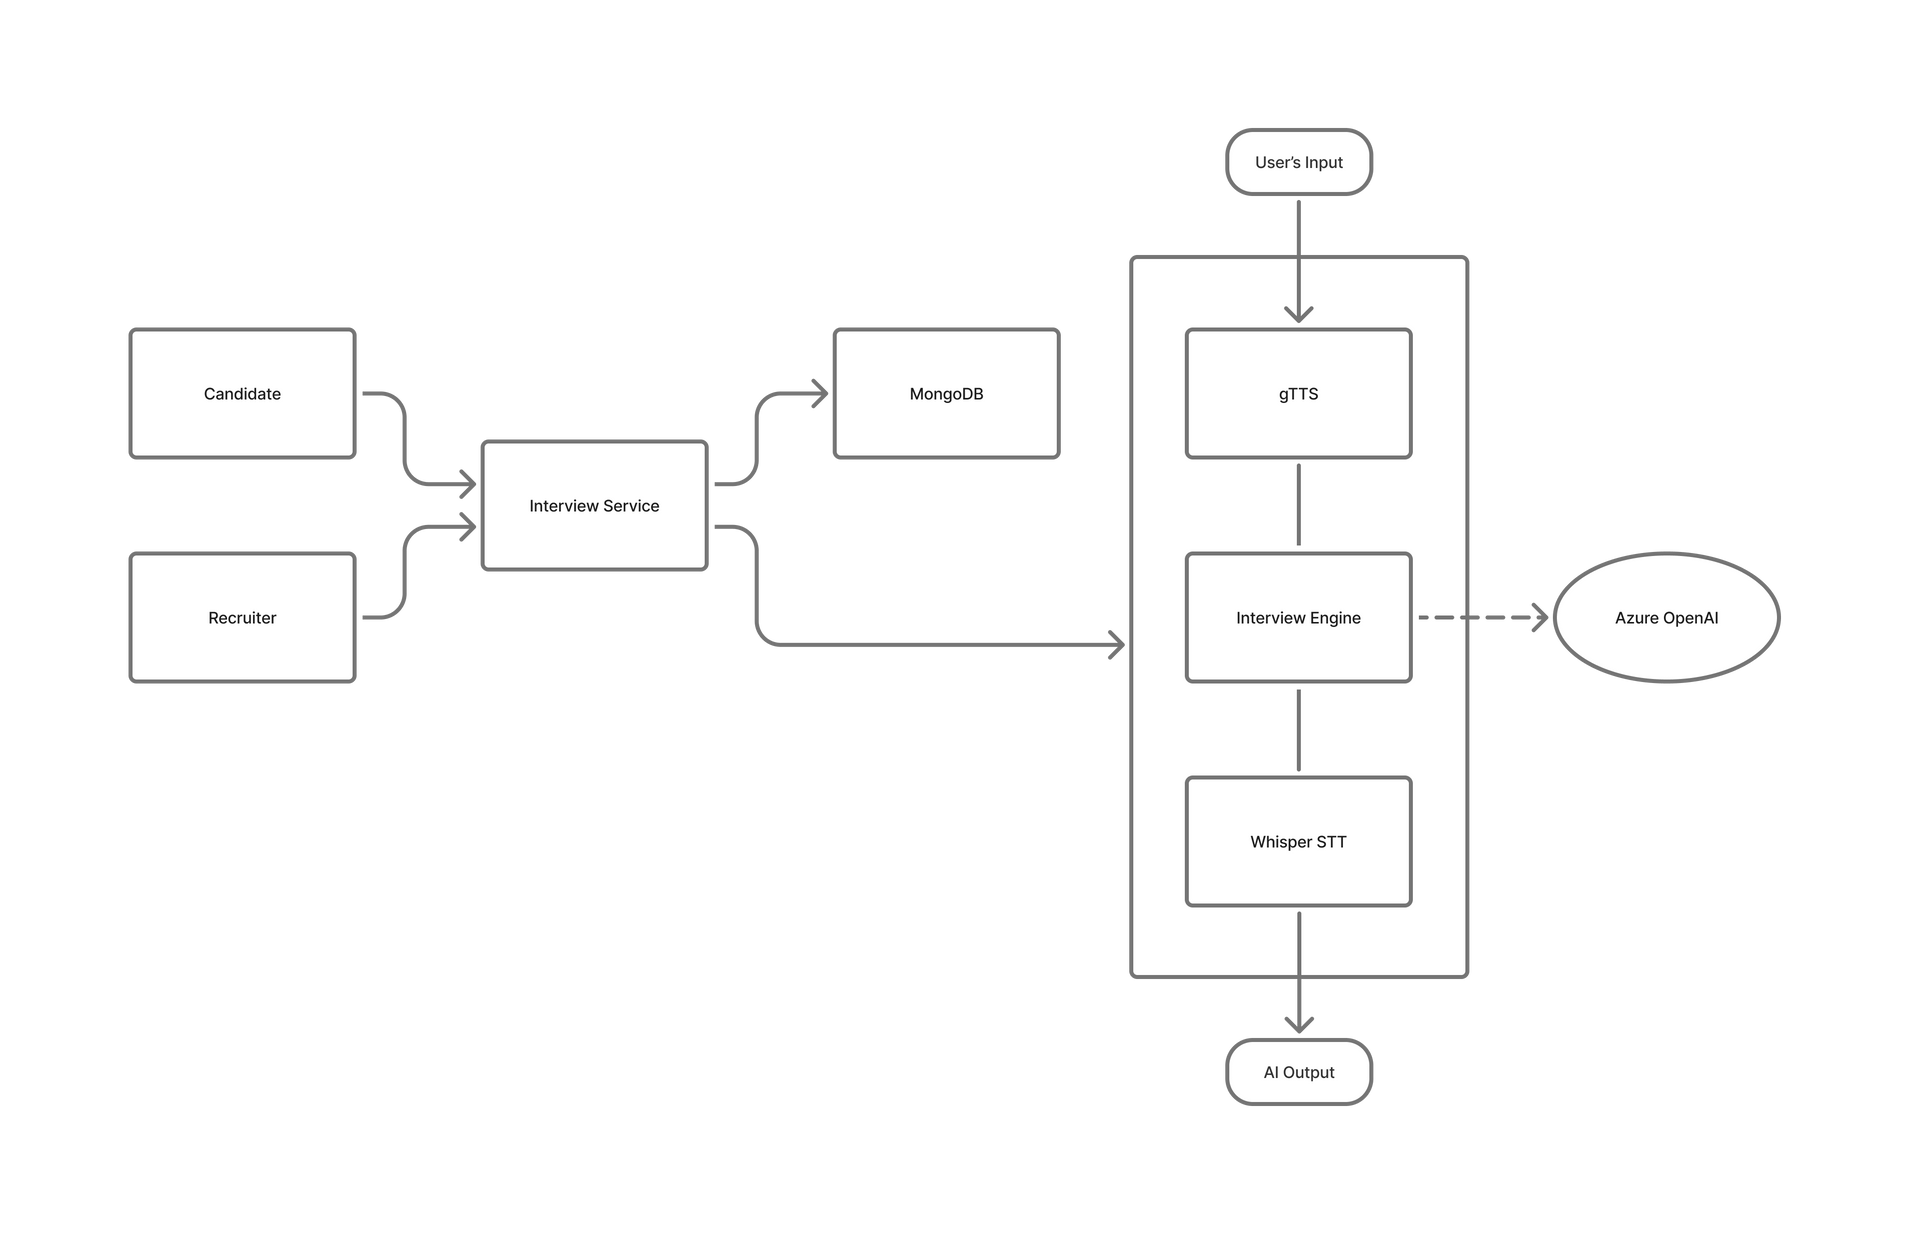 User’s Input
Candidate
MongoDB
gTTS
Interview Service
Recruiter
Interview Engine
Azure OpenAI
Whisper STT
AI Output